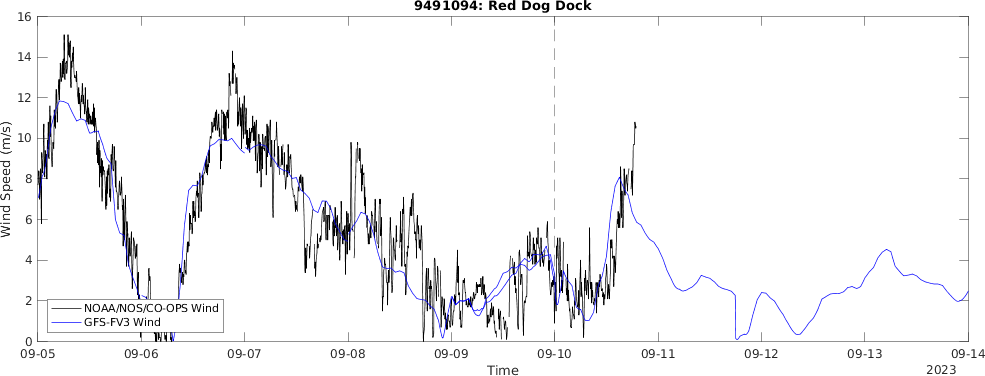 9491094: Red Dog Dock
Wind Speed (m/s)
16
14
12
10
8
6
4
2
0
NOAA/NOS/CO-OPS Wind
GFS-FV3 Wind
09-05 09-06 09-07 09-08 09-09 09-10 09-11 09-12 09-13 09-14
Time
2023